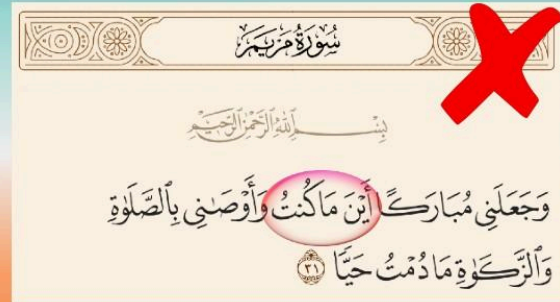 سُورَةُ مَرْيَمَ
بِسْمِ ٱللَّهِ ٱلرَّحْمَٰنِ ٱلرَّحِيمِ
وَجَعَلَنِى مُبَارَكًا أَيْنَ مَا كُنتُ وَأَوْصَٰنِى بِٱلصَّلَوٰةِ
وَٱلزَّكَوٰةِ مَا دُمْتُ حَيًّا ٣١